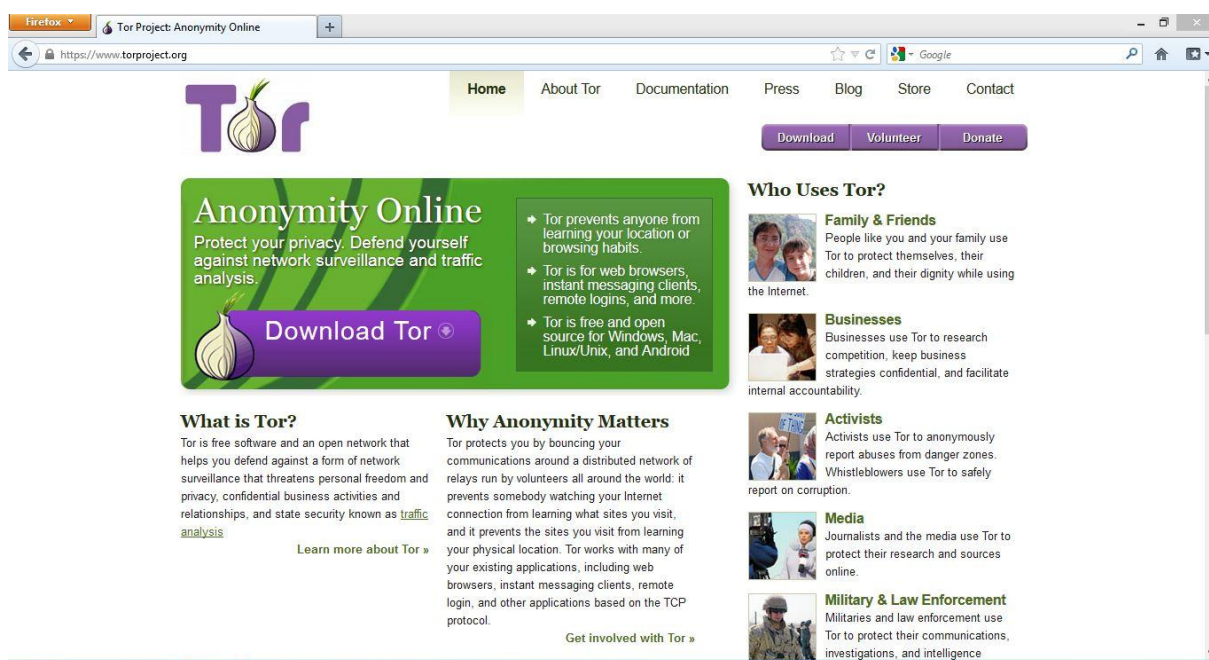 Firefox
Tor Project: Anonymity Online
+
https://www.torproject.org
Google
Tor
Home About Tor Documentation Press Blog Store Contact
Download Volunteer Donate
Anonymity Online
Protect your privacy. Defend yourself
against network surveillance and traffic
analysis.
Download Tor
Tor prevents anyone from
learning your location or
browsing habits.
Tor is for web browsers,
instant messaging clients,
remote logins, and more.
Tor is free and open
source for Windows, Mac,
Linux/Unix, and Android
What is Tor?
Tor is free software and an open network that
helps you defend against a form of network
surveillance that threatens personal freedom and
privacy, confidential business activities and
relationships, and state security known as traffic
analysis
Learn more about Tor »
Why Anonymity Matters
Tor protects you by bouncing your
communications around a distributed network of
relays run by volunteers all around the world: it
prevents somebody watching your Internet
connection from learning what sites you visit,
and it prevents the sites you visit from learning
your physical location. Tor works with many of
your existing applications, including web
browsers, instant messaging clients, remote
login, and other applications based on the TCP
protocol.
Get involved with Tor »
Who Uses Tor?
Family & Friends
People like you and your family use
Tor to protect themselves, their
children, and their dignity while using
the Internet.
Businesses
Businesses use Tor to research
competition, keep business
strategies confidential, and facilitate
internal accountability.
Activists
Activists use Tor to anonymously
report abuses from danger zones.
Whistleblowers use Tor to safely
report on corruption.
Media
Journalists and the media use Tor to
protect their research and sources
online.
Military & Law Enforcement
Militaries and law enforcement use
Tor to protect their communications,
investigations, and intelligence